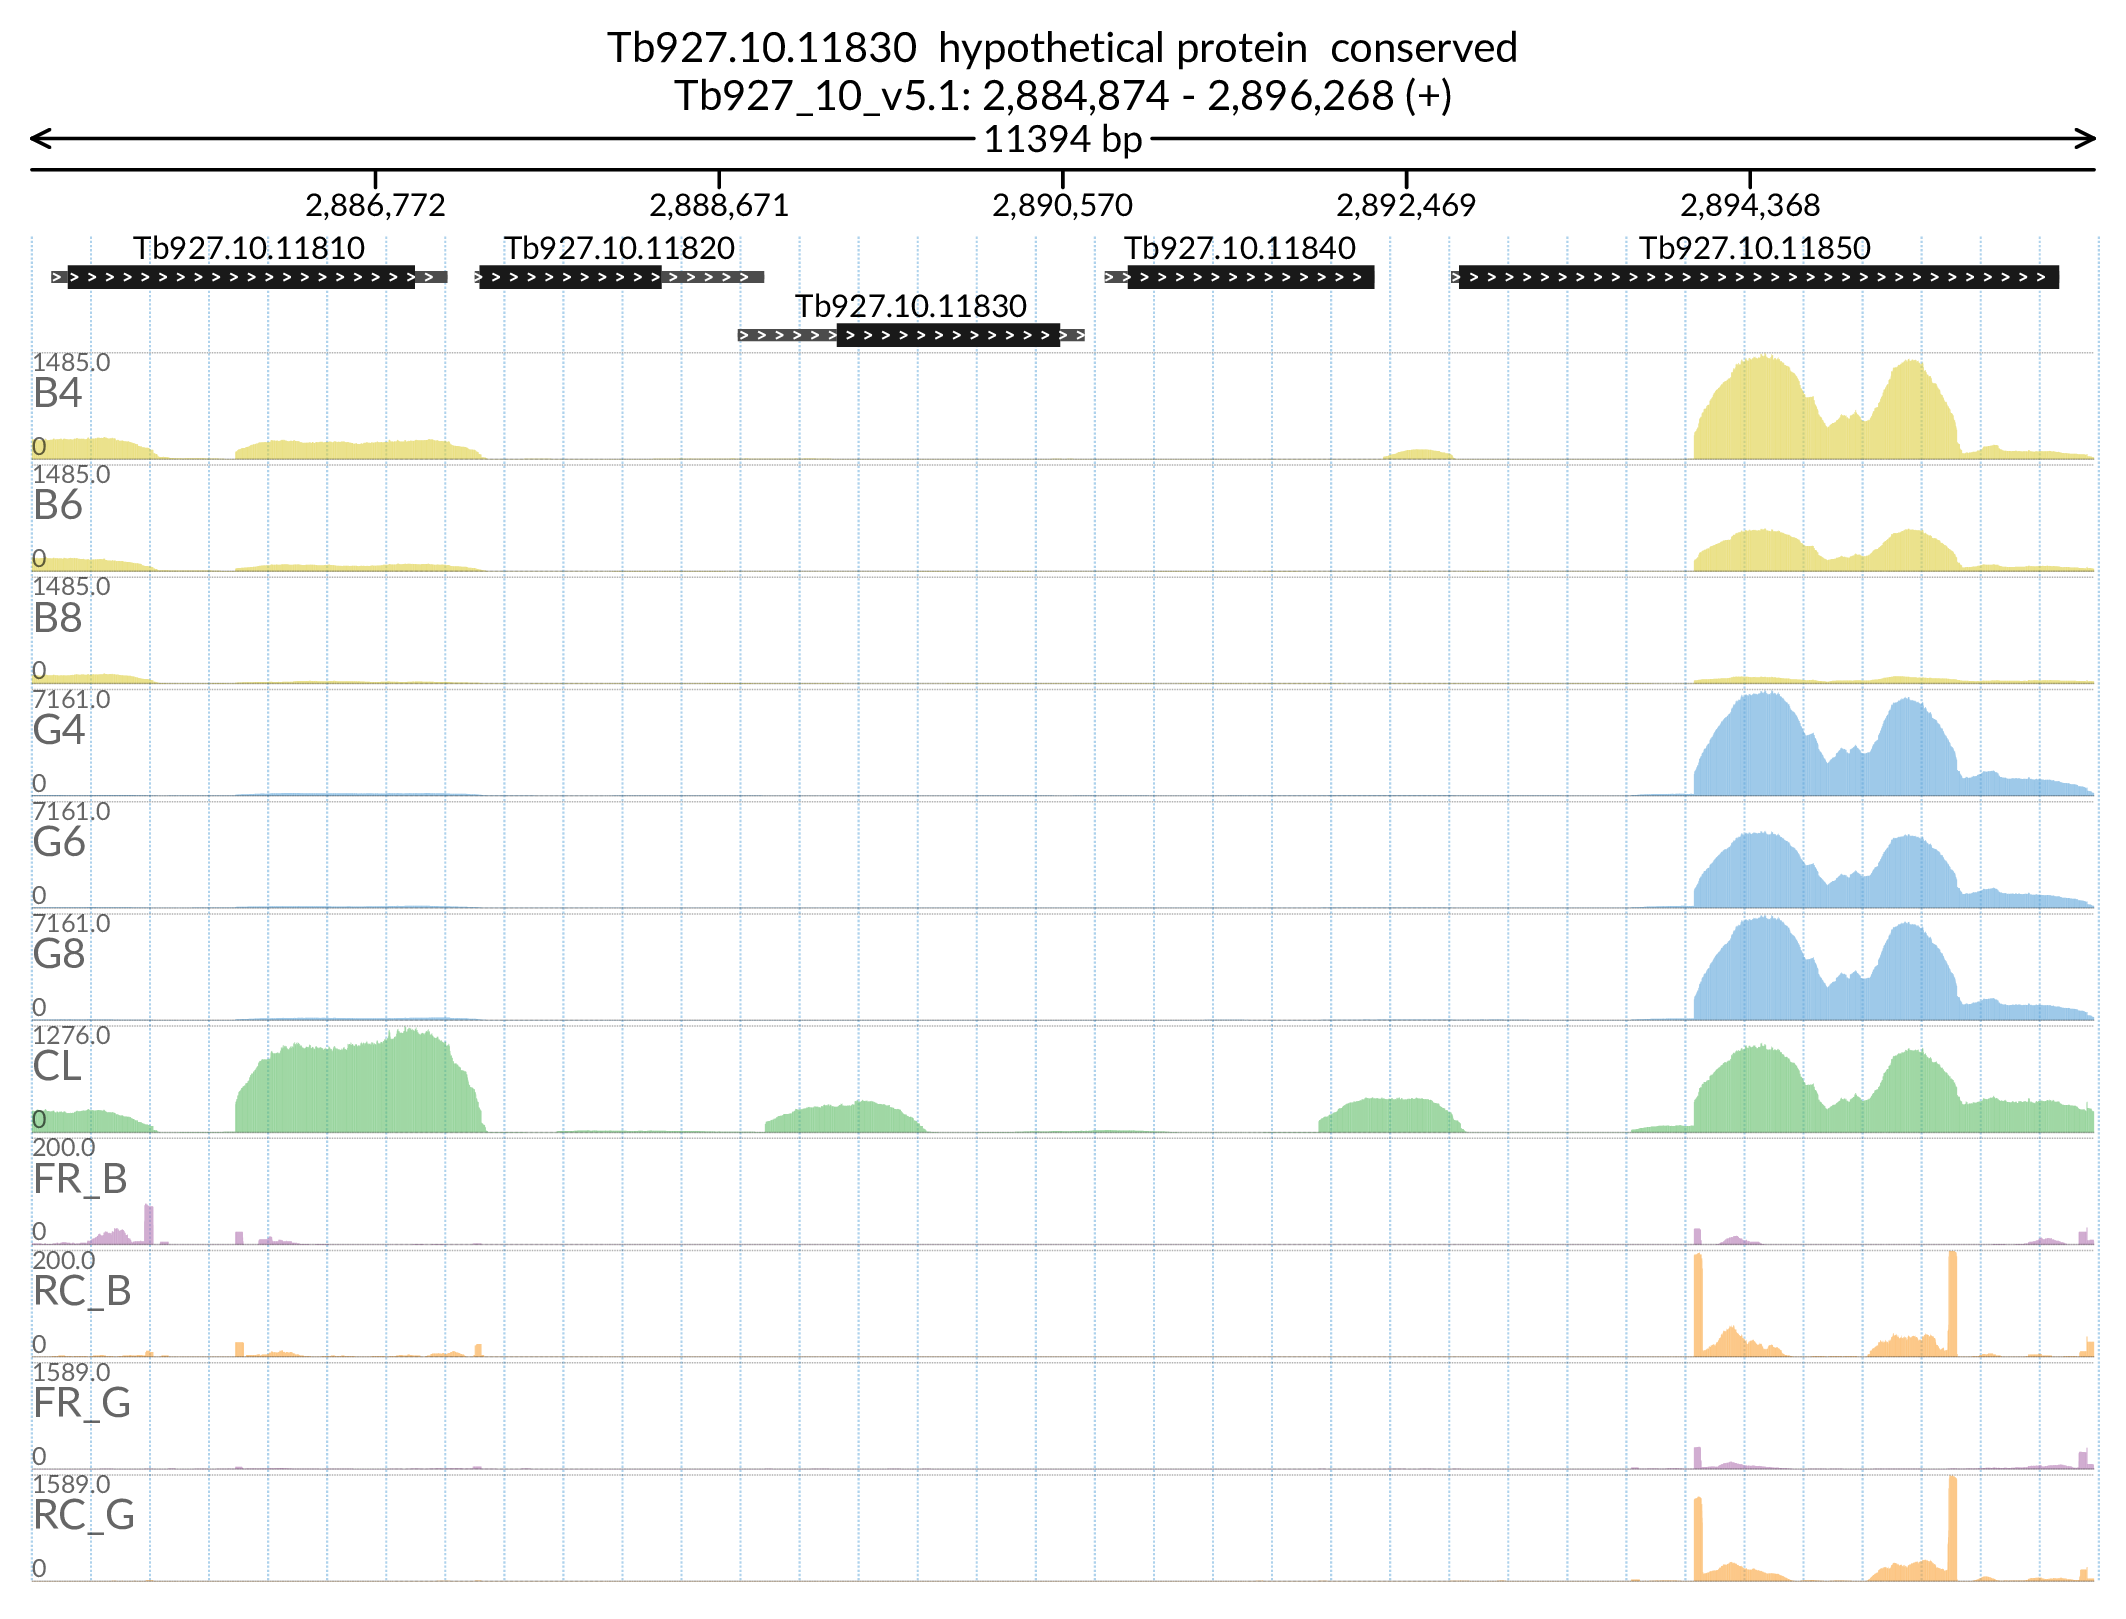 Tb927.10.11830  hypothetical protein  conserved
Tb927_10_v5.1: 2,884,874 - 2,896,268 (+)
11394 bp
2,886,772 2,888,671 2,890,570 2,892,469 2,894,368
Tb927.10.11810 Tb927.10.11820 Tb927.10.11840 Tb927.10.11850
Tb927.10.11830
1485.0
B4
0
1485.0
B6
0
1485.0
B8
0
7161.0
G4
0
7161.0
G6
0
7161.0
G8
0
1276.0
CL
0
200.0
FR_B
0
200.0
RC_B
0
1589.0
FR_G
0
1589.0
RC_G
0